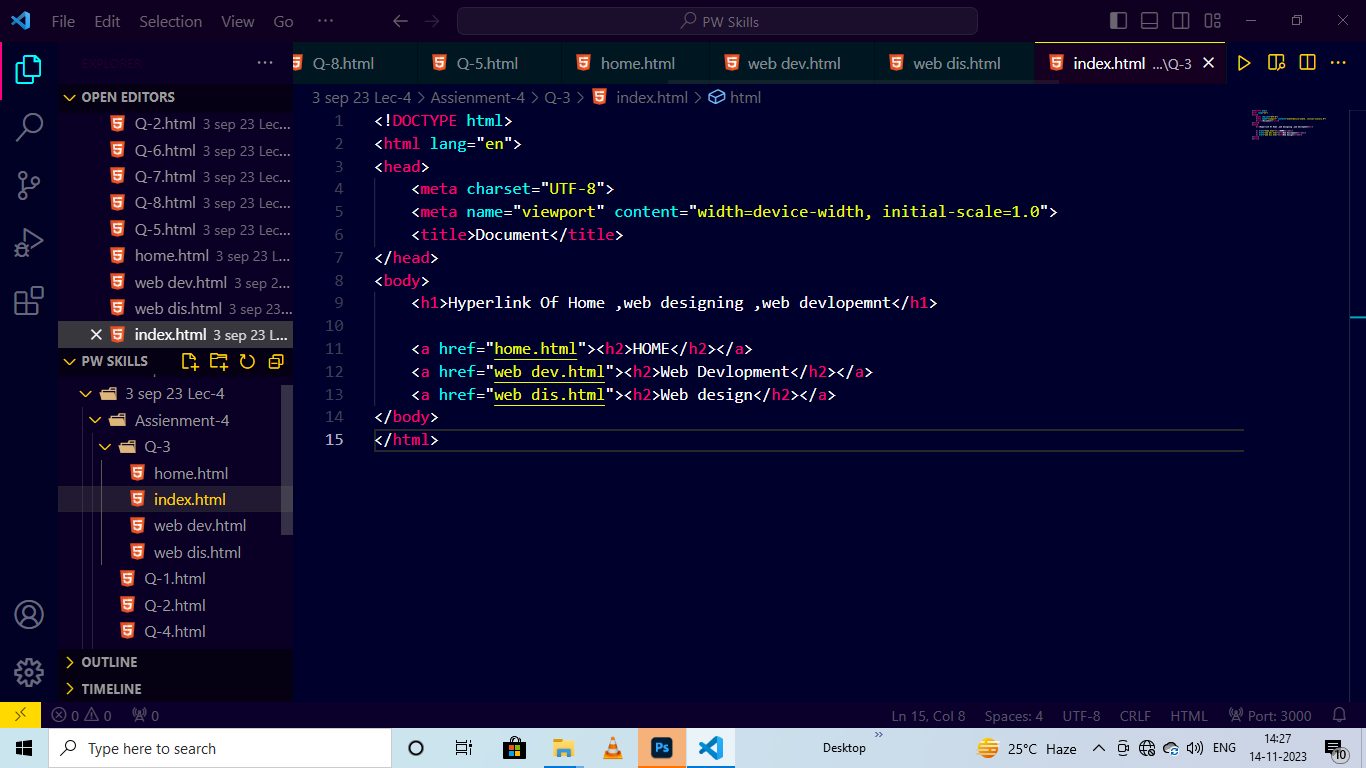 File Edit Selection View Go ··· PW Skills
EXPLORER ···
Q-8.html Q-5.html home.html web dev.html web dis.html index.html ...\Q-3
OPEN EDITORS
Q-2.html 3 sep 23 Lec...
Q-6.html 3 sep 23 Lec...
Q-7.html 3 sep 23 Lec...
Q-8.html 3 sep 23 Lec...
Q-5.html 3 sep 23 Lec...
home.html 3 sep 23 Lec...
web dev.html 3 sep 2...
web dis.html 3 sep 23...
index.html 3 sep 23 L...
PW SKILLS
3 sep 23 Lec-4
Assienment-4
Q-3
home.html
index.html
web dev.html
web dis.html
Q-1.html
Q-2.html
Q-4.html
OUTLINE
TIMELINE
3 sep 23 Lec-4 > Assienment-4 > Q-3 > index.html > html
1 <!DOCTYPE html>
2 <html lang="en">
3 <head>
4 <meta charset="UTF-8">
5 <meta name="viewport" content="width=device-width, initial-scale=1.0">
6 <title>Document</title>
7 </head>
8 <body>
9 <h1>Hyperlink Of Home ,web designing ,web devlopemnt</h1>
10
11 <a href="home.html"><h2>HOME</h2></a>
12 <a href="web dev.html"><h2>Web Devlopment</h2></a>
13 <a href="web dis.html"><h2>Web design</h2></a>
14 </body>
15 </html>
0 0 0 Ln 15, Col 8 Spaces: 4 UTF-8 CRLF HTML Port: 3000
Type here to search Ps Desktop » 25°C Haze ENG 14:27
14-11-2023 10